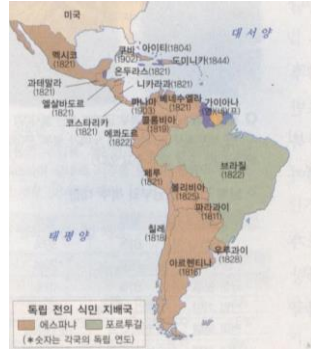 미국
대서양
멕시코
(1821)
쿠바
(1902)
아이티(1804)
도미니카(1844)
온두라스(1821)
과테말라
(1821)
니카라과(1821)
엘살바도르
(1821)
파나마
(1903)
베네수엘라
(1821)
가이아나
코스타리카
(1821)
콜롬비아
(1819)
에콰도르
(1822)
브라질
(1822)
페루
(1821)
볼리비아
(1825)
파라과이
(1811)
태평양
칠레
(1818)
우루과이
(1828)
아르헨티나
(1816)
독립 전의 식민 지배국
에스파냐
포르투갈
(*숫자는 각국의 독립 연도)